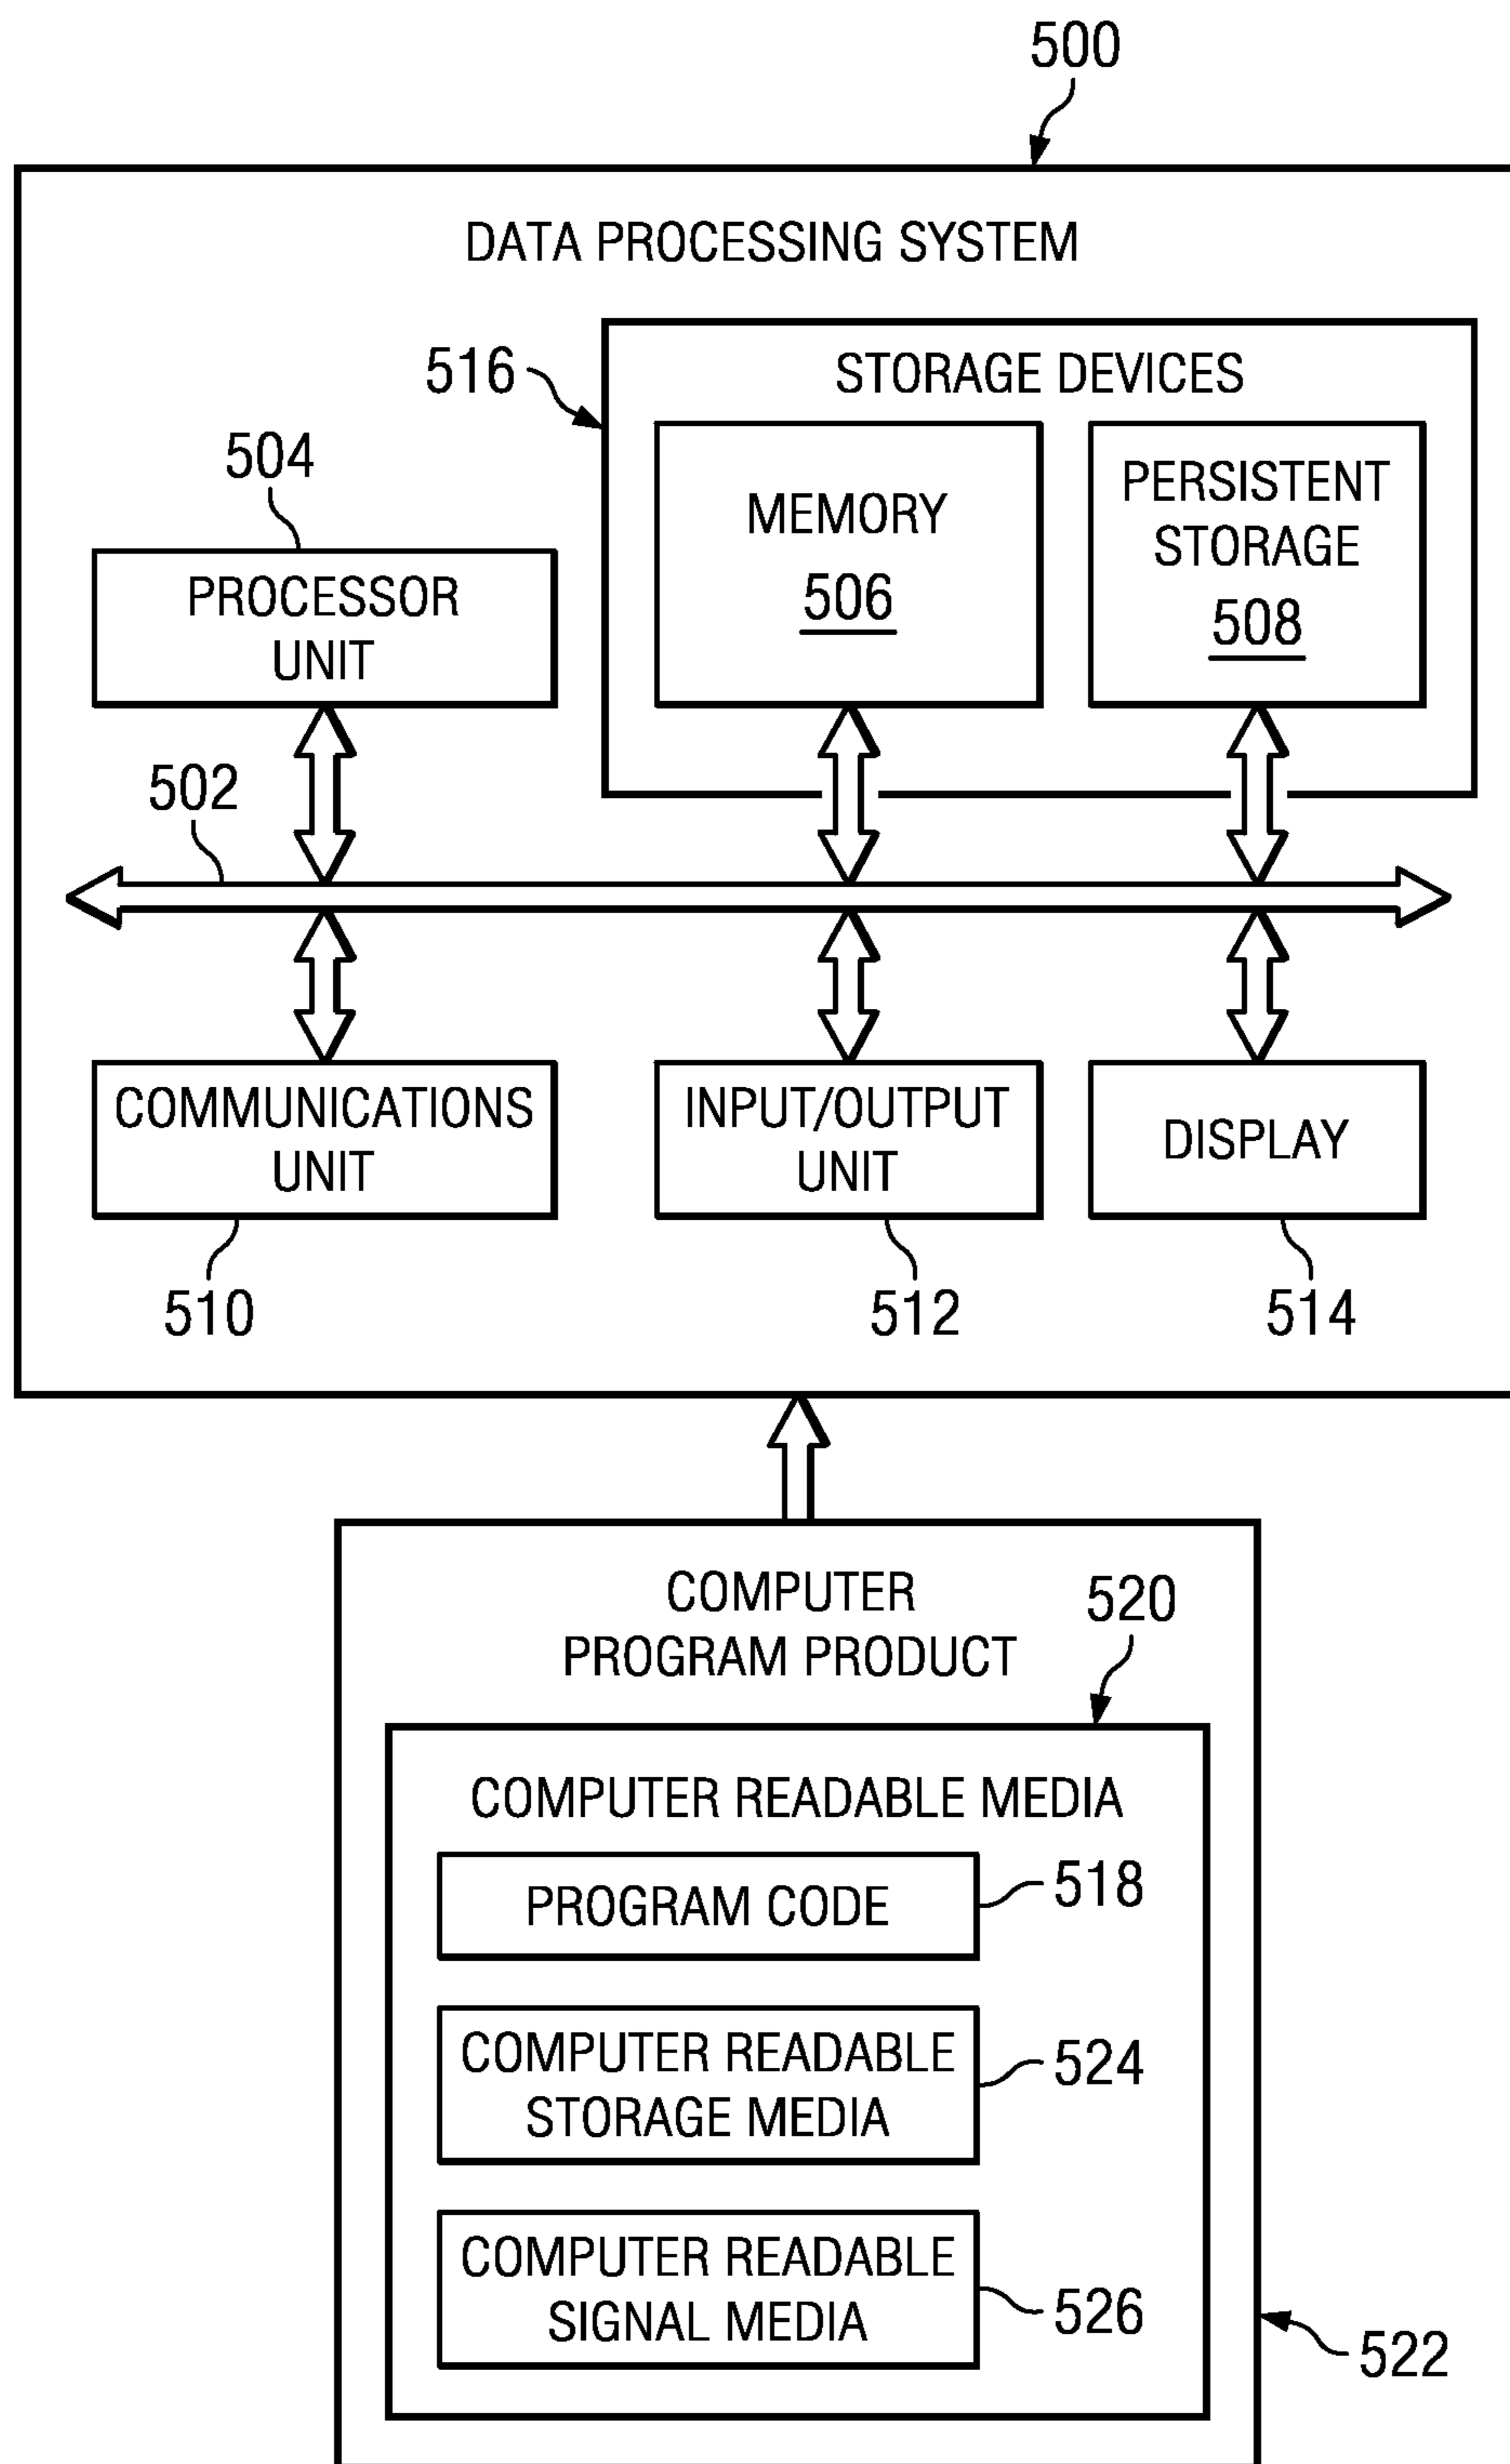 500
DATA PROCESSING SYSTEM
516
STORAGE DEVICES
504
MEMORY
506
PERSISTENT
STORAGE
508
PROCESSOR
UNIT
502
COMMUNICATIONS
UNIT
INPUT/OUTPUT
UNIT
DISPLAY
510
512
514
COMPUTER
PROGRAM PRODUCT
520
COMPUTER READABLE MEDIA
PROGRAM CODE
518
COMPUTER READABLE
STORAGE MEDIA
524
COMPUTER READABLE
SIGNAL MEDIA
526
522